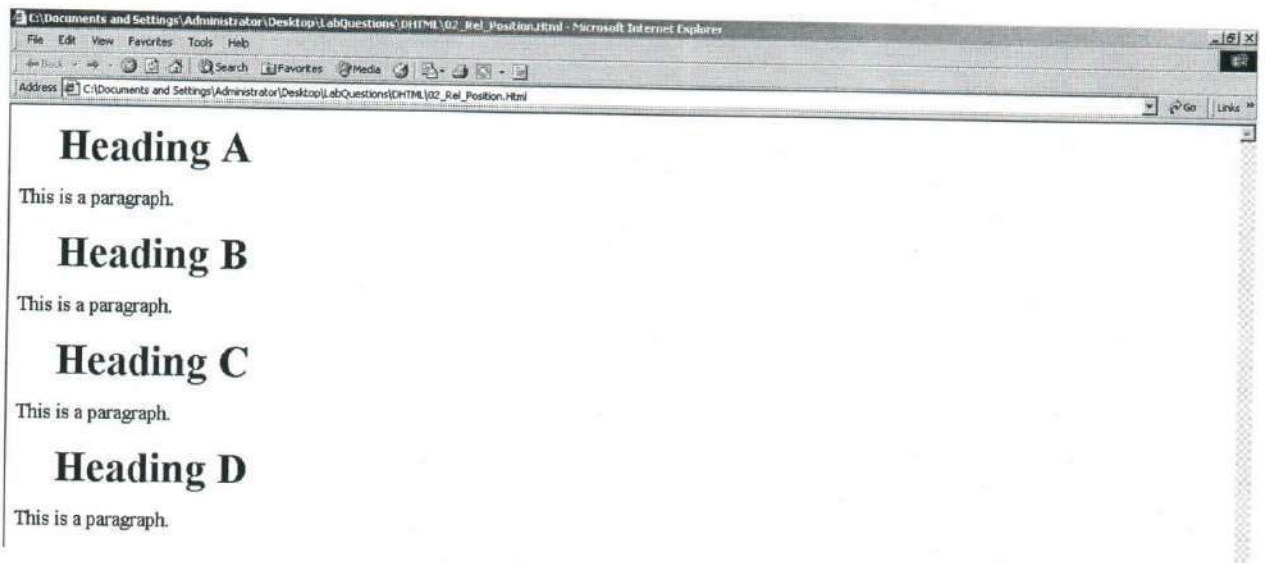 C:\Documents and Settings\Administrator\Desktop\LabQuestions\DHTML\02_Rel_Position.Html - Microsoft Internet Explorer
File Edit View Favorites Tools Help
Back Search Favorites Media
Address C:\Documents and Settings\Administrator\Desktop\LabQuestions\DHTML\02_Rel_Position.Html Go Links »
Heading A
This is a paragraph.
Heading B
This is a paragraph.
Heading C
This is a paragraph.
Heading D
This is a paragraph.